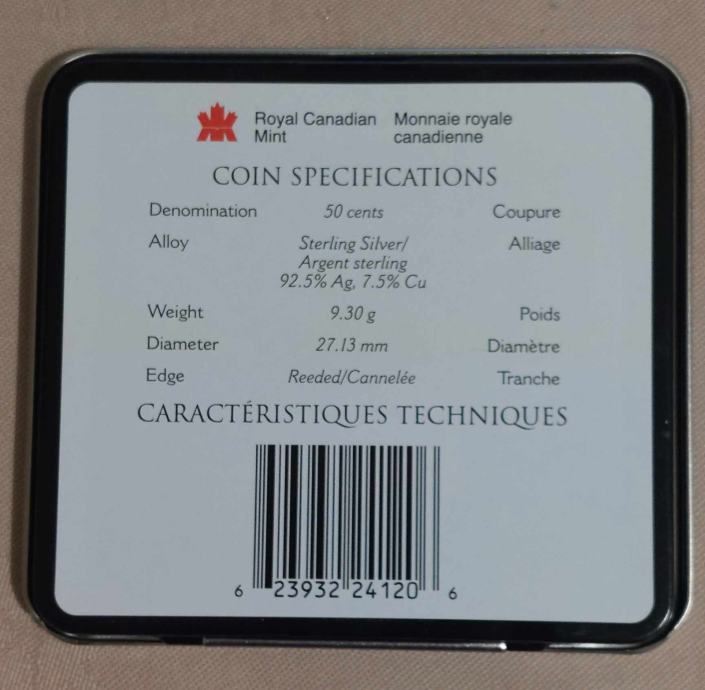 Royal Canadian Mint Monnaie royale canadienne
COIN SPECIFICATIONS
Denomination 50 cents Coupure
Alloy Sterling Silver/ Alliage
Argent sterling
92.5% Ag, 7.5% Cu
Weight 9.30 g Poids
Diameter 27.13 mm Diamètre
Edge Reeded/Cannelée Tranche
CARACTÉRISTIQUES TECHNIQUES
6 23932 24120 6